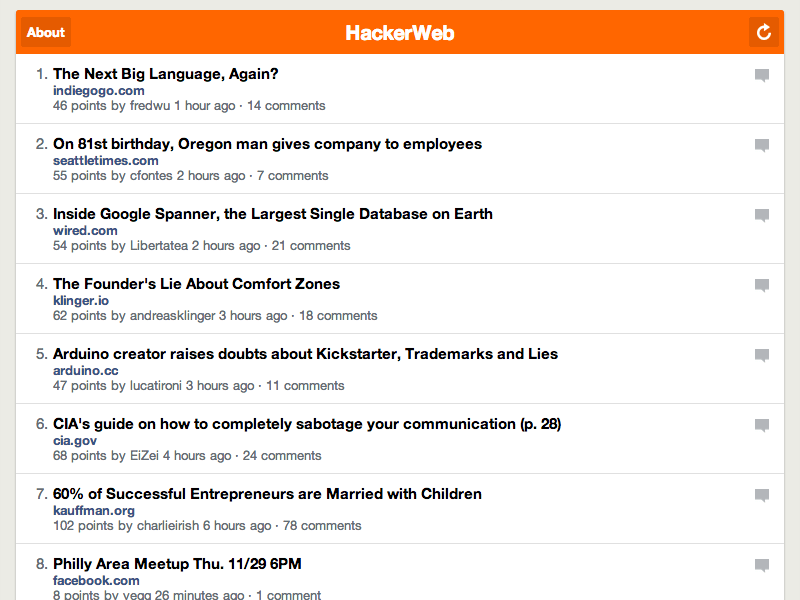 About
HackerWeb
1. The Next Big Language, Again?
indiegogo.com
46 points by fredwu 1 hour ago · 14 comments
2. On 81st birthday, Oregon man gives company to employees
seattletimes.com
55 points by cfontes 2 hours ago · 7 comments
3. Inside Google Spanner, the Largest Single Database on Earth
wired.com
54 points by Libertatea 2 hours ago · 21 comments
4. The Founder's Lie About Comfort Zones
klinger.io
62 points by andreasklinger 3 hours ago · 18 comments
5. Arduino creator raises doubts about Kickstarter, Trademarks and Lies
arduino.cc
47 points by lucatironi 3 hours ago · 11 comments
6. CIA's guide on how to completely sabotage your communication (p. 28)
cia.gov
68 points by EiZei 4 hours ago · 24 comments
7. 60% of Successful Entrepreneurs are Married with Children
kauffman.org
102 points by charlieirish 6 hours ago · 78 comments
8. Philly Area Meetup Thu. 11/29 6PM
facebook.com
8 points by vegg 26 minutes ago · 1 comment